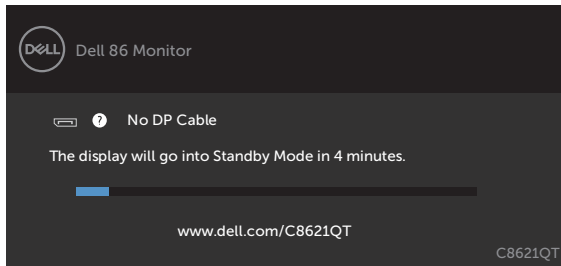 DELL
Dell 86 Monitor
? No DP Cable
The display will go into Standby Mode in 4 minutes.
www.dell.com/C8621QT
C8621QT